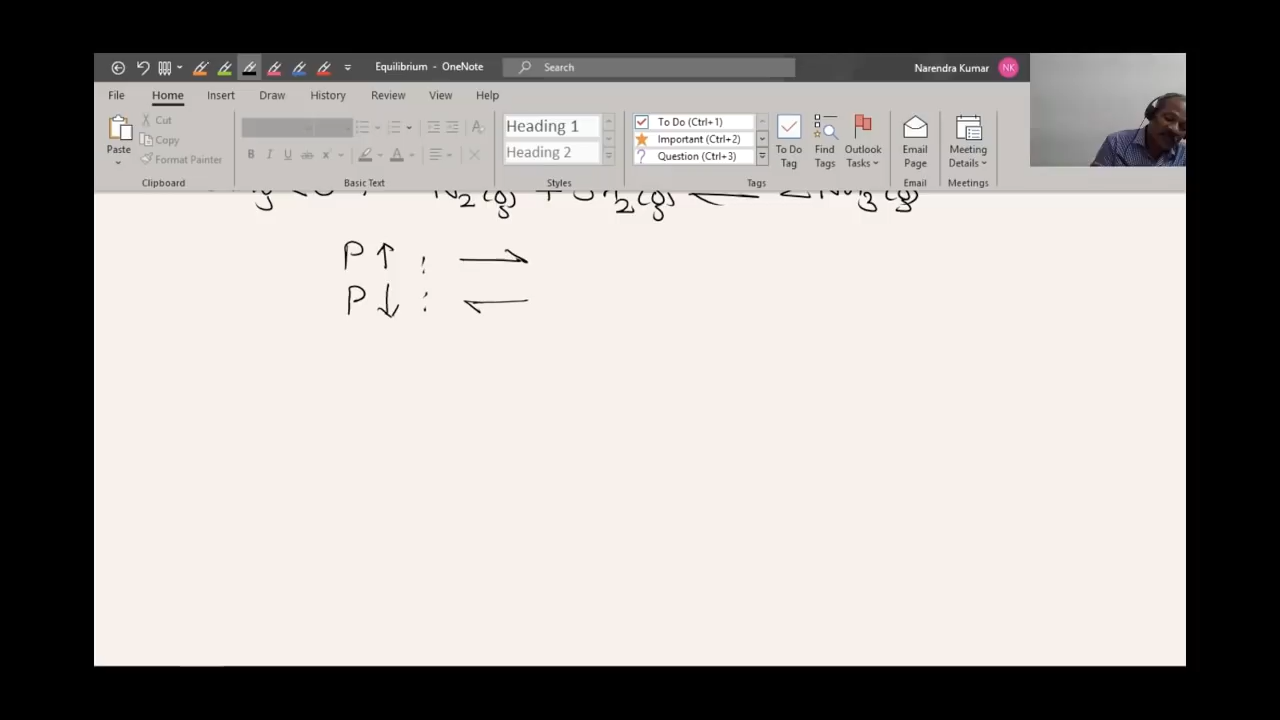 Equilibrium - OneNote
Search
Narendra Kumar NK
File Home Insert Draw History Review View Help
Paste
Cut
Copy
Format Painter
Clipboard
B I U ab x A
Basic Text
Heading 1
Heading 2
Styles
To Do (Ctrl+1)
Important (Ctrl+2)
Question (Ctrl+3)
To Do Tag
Find Tags
Outlook Tasks
Tags
Email Page
Email
Meeting Details
Meetings
N₂(g) + 3H₂(g) ⇌ 2NH₃(g)
P↑ : ⇀
P↓ : ↽